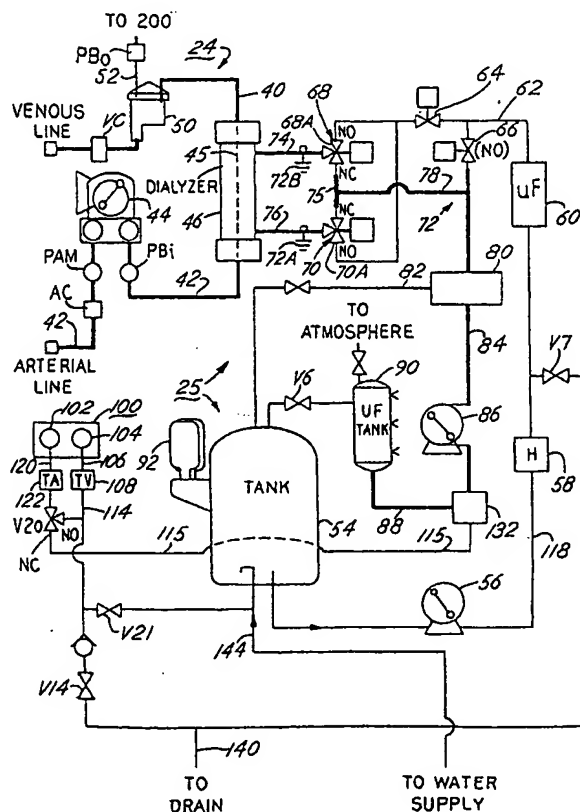 TO 200
PBo
52
24
64
62
40
68
68A
NO
VENOUS
LINE
VC
50
74
66
(NO)
45
DIALYZER
72B
75
NC
78
UF
60
44
46
76
NC
72
PAM
PBi
72A
70
NO
70A
80
82
AC
42
42
TO
ATMOSPHERE
84
ARTERIAL
LINE
25
90
V7
102
100
V6
86
104
92
UF
TANK
H
58
120
106
TA
TV
108
122
114
TANK
54
88
132
V20
NO
115
115
118
NC
56
V21
144
V14
140
TO
DRAIN
TO WATER
SUPPLY